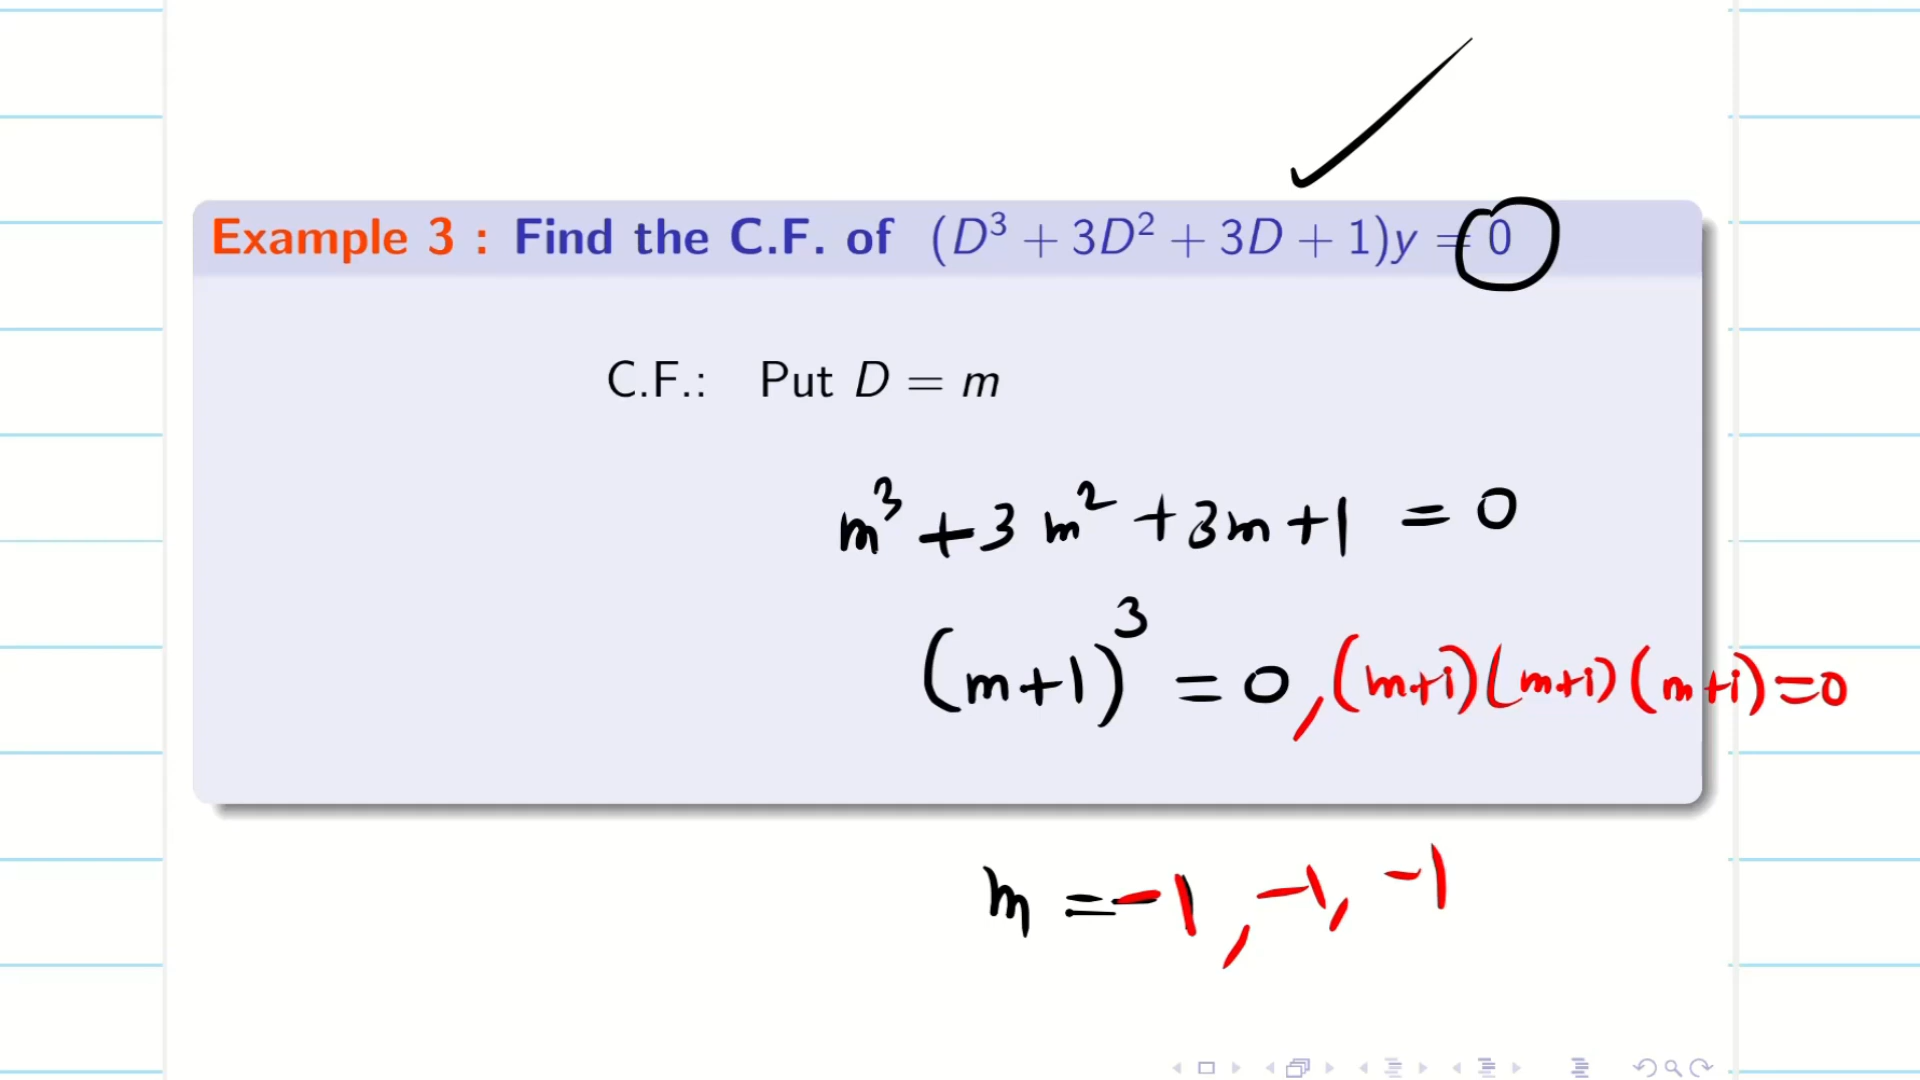 Example 3 : Find the C.F. of (D³ + 3D² + 3D + 1)y = 0
C.F.: Put D = m
m³ + 3m² + 3m + 1 = 0
(m+1)³ = 0, (m+1)(m+1)(m+1) = 0
m = -1, -1, -1